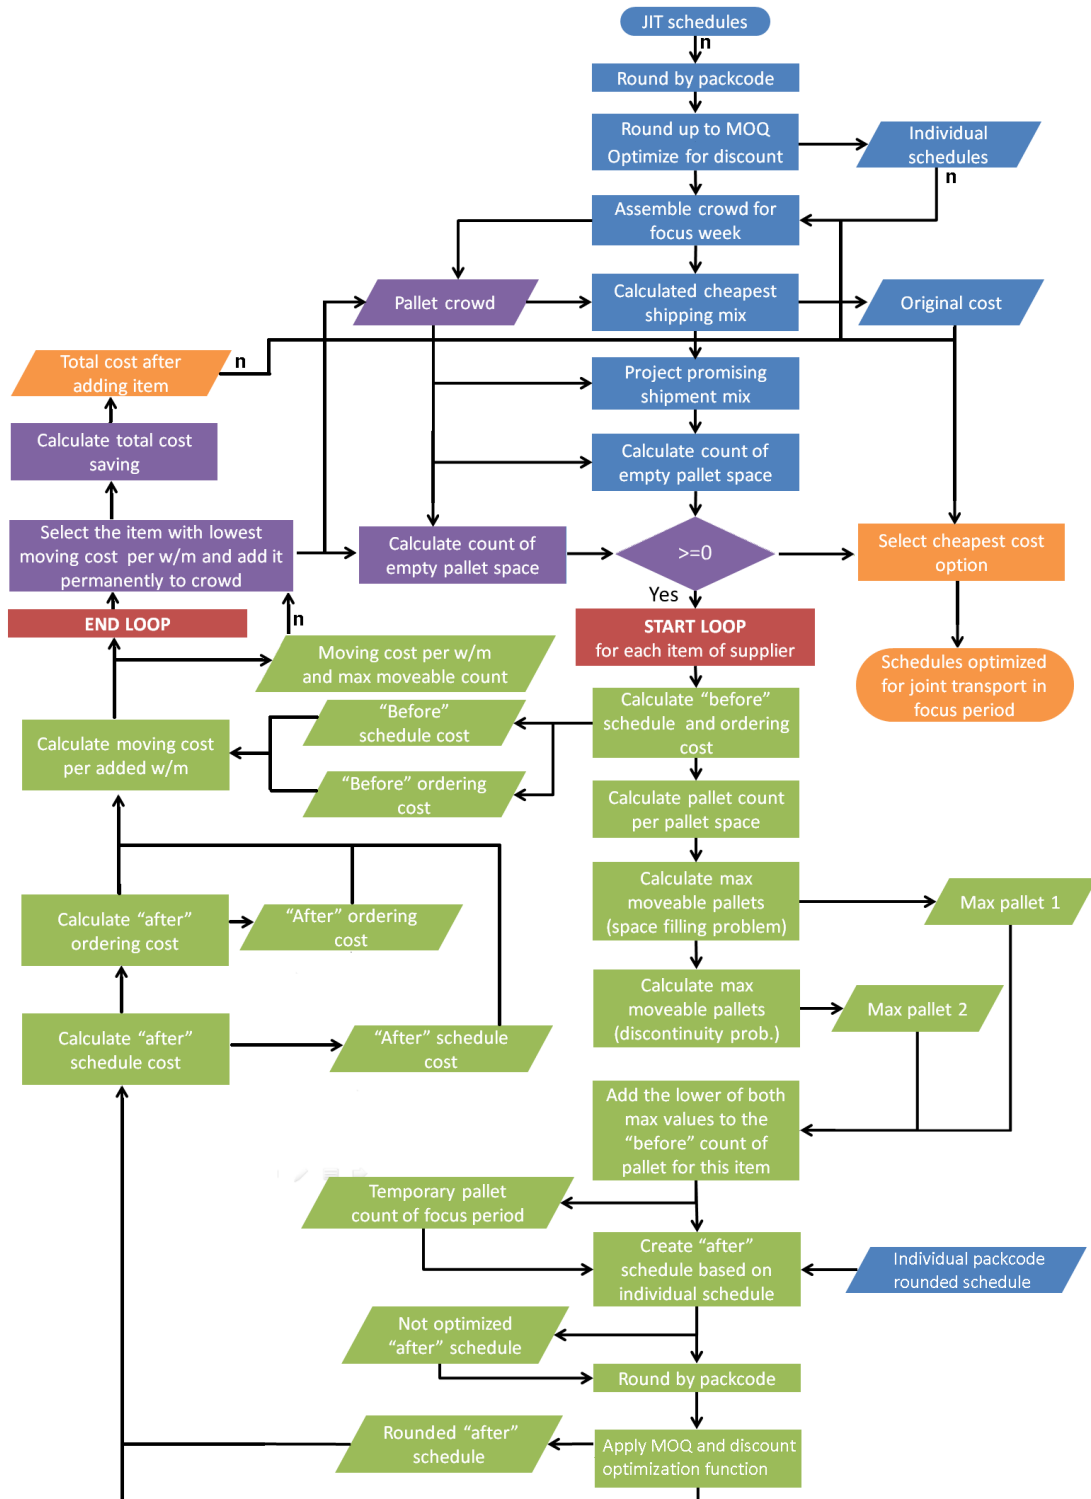 JIT schedules
n
Round by packcode
Round up to MOQ
Optimize for discount
Individual
schedules
n
Assemble crowd for
focus week
Pallet crowd
Calculated cheapest
shipping mix
Original cost
Total cost after
adding item
n
Project promising
shipment mix
Calculate total cost
saving
Calculate count of
empty pallet space
Select the item with lowest
moving cost per w/m and add it
permanently to crowd
Calculate count of
empty pallet space
>=0
Select cheapest cost
option
Yes
END LOOP
n
START LOOP
for each item of supplier
Moving cost per w/m
and max moveable count
Schedules optimized
for joint transport in
focus period
Calculate “before”
schedule and ordering
cost
“Before”
schedule cost
Calculate moving cost
per added w/m
“Before” ordering
cost
Calculate pallet count
per pallet space
Calculate max
moveable pallets
(space filling problem)
Max pallet 1
Calculate “after”
ordering cost
“After” ordering
cost
Calculate max
moveable pallets
(discontinuity prob.)
Max pallet 2
Calculate “after”
schedule cost
“After” schedule
cost
Add the lower of both
max values to the
“before” count of
pallet for this item
Temporary pallet
count of focus period
Create “after”
schedule based on
individual schedule
Individual packcode
rounded schedule
Not optimized
“after” schedule
Round by packcode
Rounded “after”
schedule
Apply MOQ and discount
optimization function